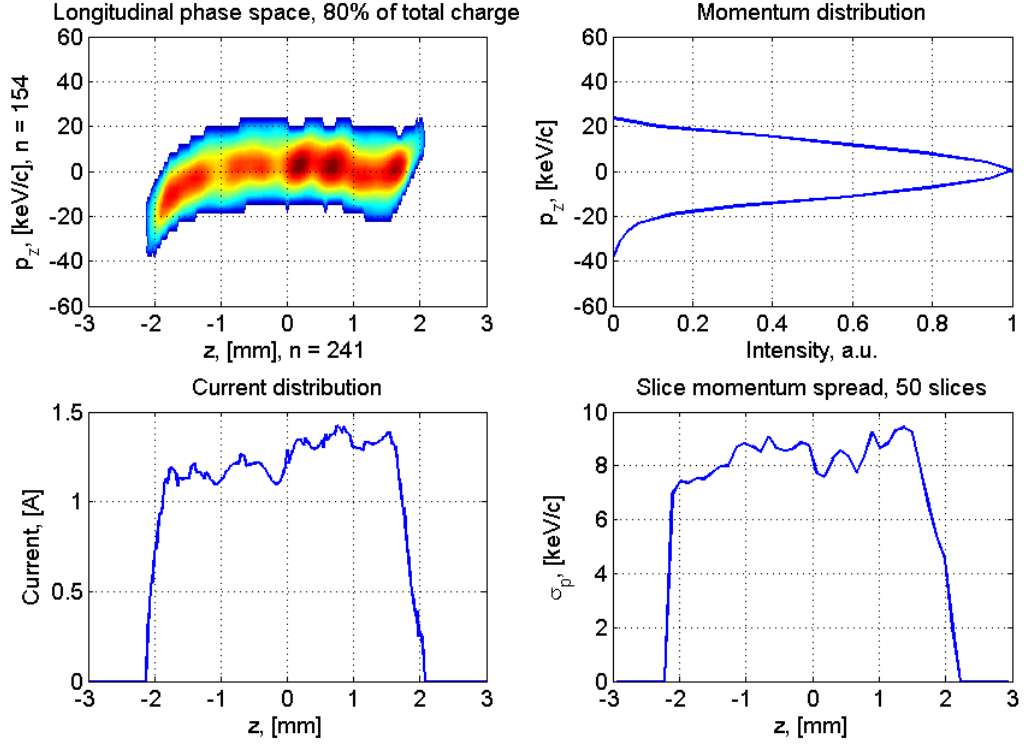 Longitudinal phase space, 80% of total charge
p_z, [keV/c], n = 154
60
40
20
0
-20
-40
-60
-3 -2 -1 0 1 2 3
z, [mm], n = 241
Momentum distribution
p_z, [keV/c]
60
40
20
0
-20
-40
-60
0 0.2 0.4 0.6 0.8 1
Intensity, a.u.
Current distribution
Current, [A]
1.5
1
0.5
0
-3 -2 -1 0 1 2 3
z, [mm]
Slice momentum spread, 50 slices
σ_p, [keV/c]
10
8
6
4
2
0
-3 -2 -1 0 1 2 3
z, [mm]